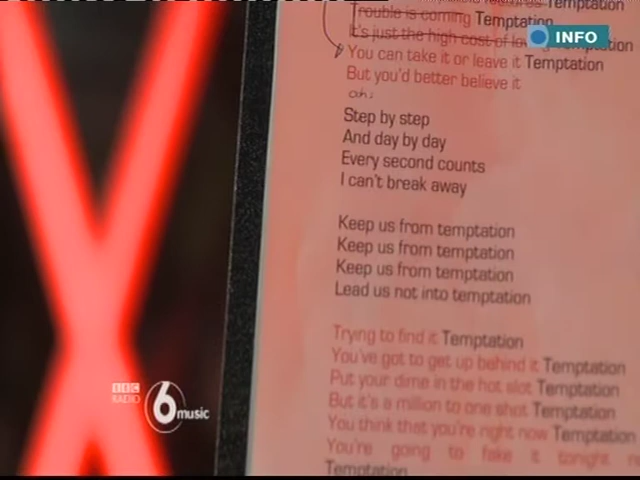 Temptation
Trouble is coming Temptation
INFO
It's just the high cost of loving Temptation
You can take it or leave it Temptation
But you'd better believe it
oh:
Step by step
And day by day
Every second counts
I can't break away
Keep us from temptation
Keep us from temptation
Keep us from temptation
Lead us not into temptation
Trying to find it Temptation
You've got to get up behind it Temptation
Put your dime in the hot slot Temptation
But it's a million to one shot Temptation
You think that you're right now Temptation
You're going to fake it tonight
Temptation
BBC
RADIO
6
music